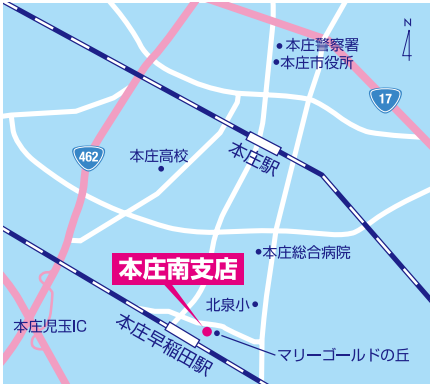 N
本庄警察署
本庄市役所
17
462
本庄高校
本庄駅
本庄総合病院
本庄南支店
北泉小
本庄児玉IC
本庄早稲田駅
マリーゴールドの丘